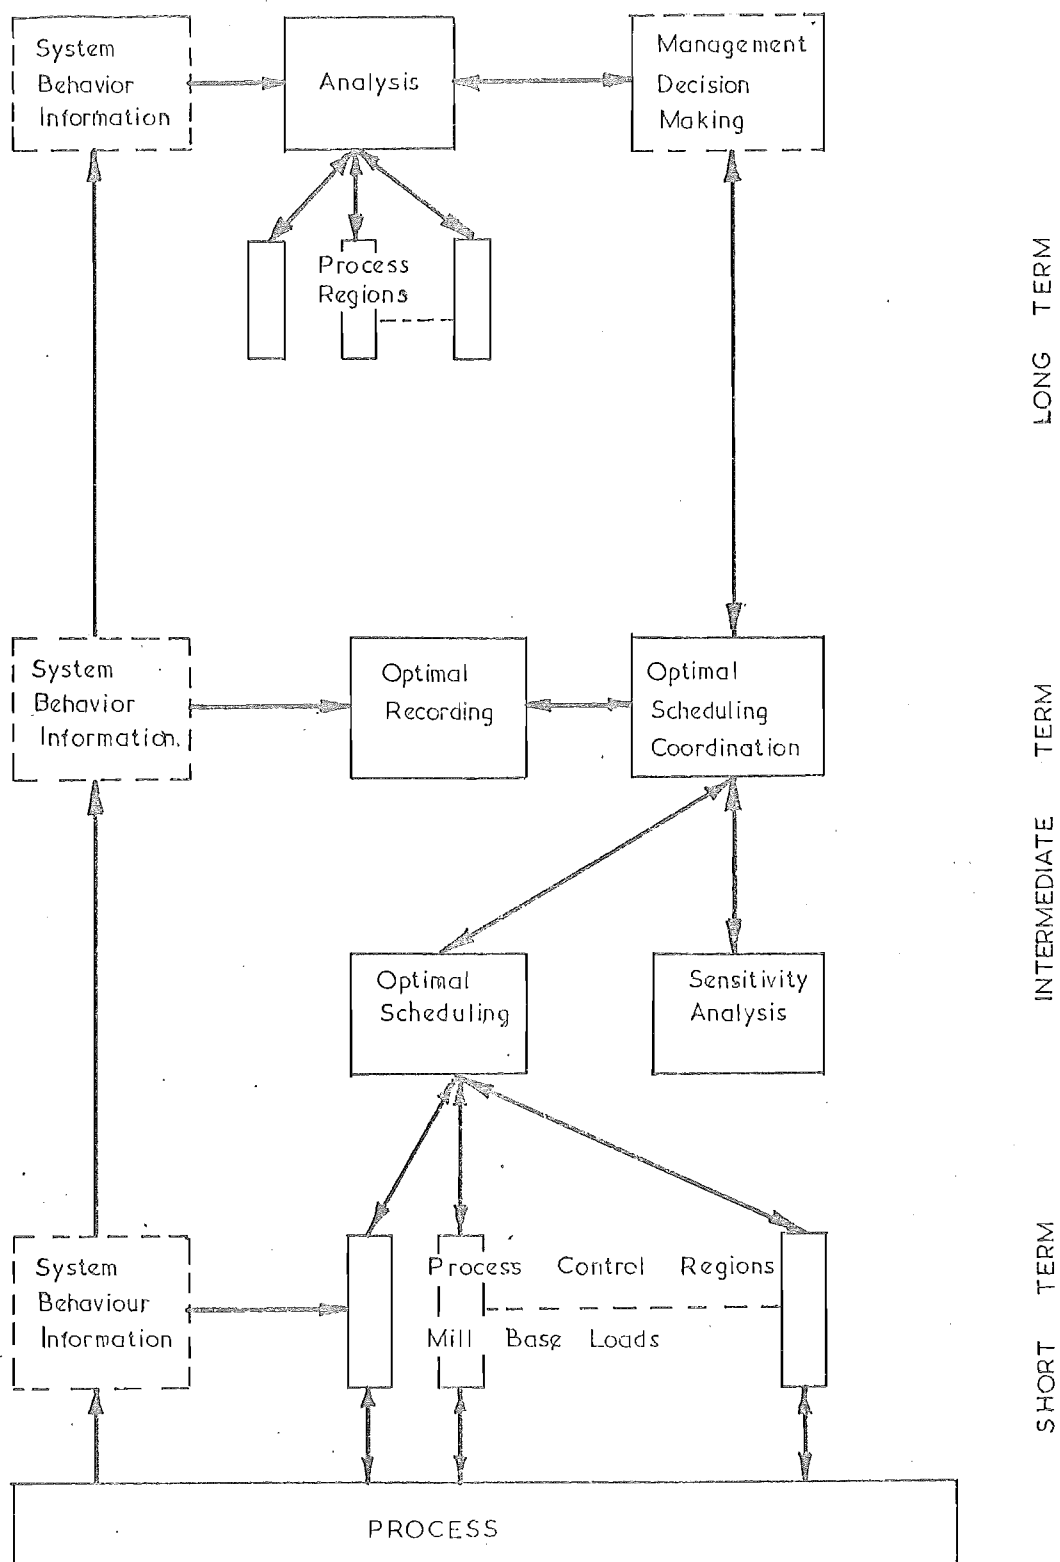 System
Behavior
Information
Analysis
Management
Decision
Making
Process
Regions
LONG TERM
System
Behavior
Information.
Optimal
Recording
Optimal
Scheduling
Coordination
INTERMEDIATE TERM
Optimal
Scheduling
Sensitivity
Analysis
System
Behaviour
Information
Process Control Regions
Mill Base Loads
SHORT TERM
PROCESS